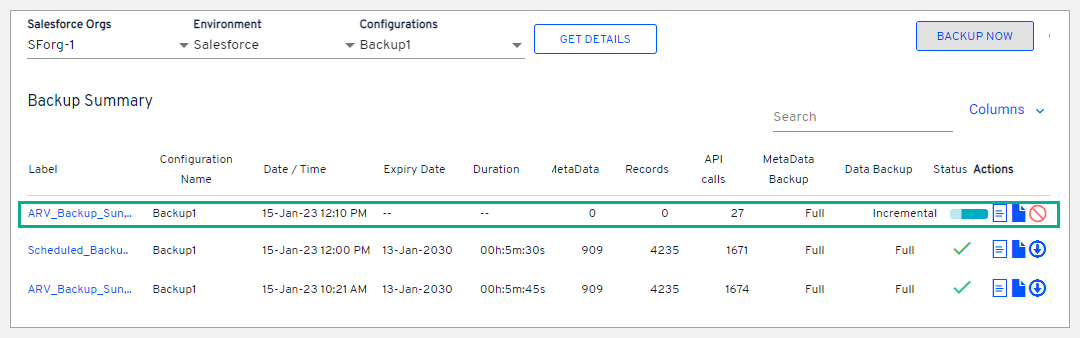 Salesforce Orgs Environment Configurations
SForg-1 Salesforce Backup1 GET DETAILS BACKUP NOW
Backup Summary
Search Columns
Label Configuration Name Date / Time Expiry Date Duration MetaData Records API calls MetaData Backup Data Backup Status Actions
ARV_Backup_Sun,.. Backup1 15-Jan-23 12:10 PM -- -- 0 0 27 Full Incremental
Scheduled_Backu.. Backup1 15-Jan-23 12:00 PM 13-Jan-2030 00h:5m:30s 909 4235 1671 Full Full
ARV_Backup_Sun,.. Backup1 15-Jan-23 10:21 AM 13-Jan-2030 00h:5m:45s 909 4235 1674 Full Full